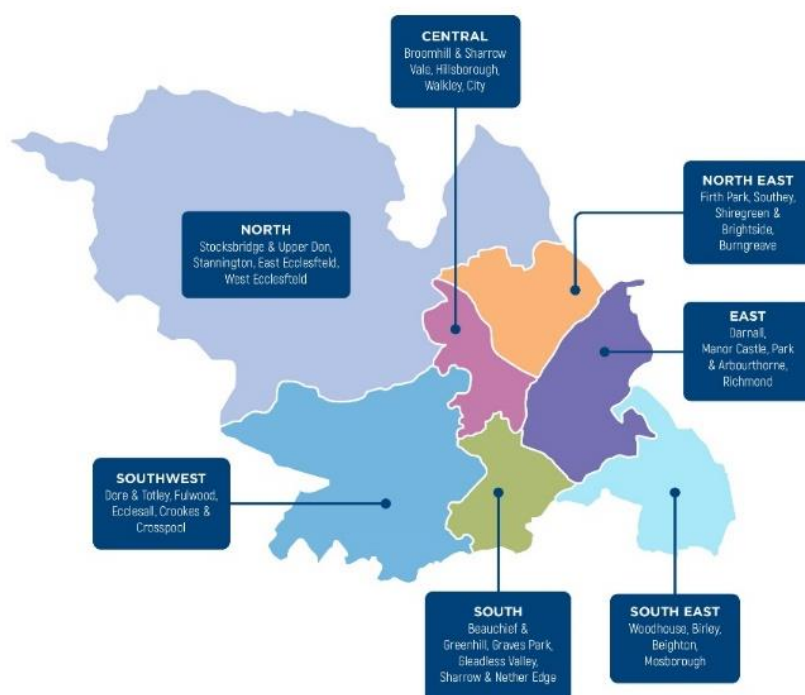 CENTRAL
Broomhill & Sharrow
Vale, Hillsborough,
Walkley, City
NORTH EAST
Firth Park, Southey,
Shiregreen &
Brightside,
Burngreave
NORTH
Stocksbridge & Upper Don,
Stannington, East Ecclesfield,
West Ecclesfield
EAST
Darnall,
Manor Castle, Park
& Arbourthorne,
Richmond
SOUTHWEST
Dore & Totley, Fulwood,
Ecclesall, Crookes &
Crosspool
SOUTH
Beauchief &
Greenhill, Graves Park,
Gleadless Valley,
Sharrow & Nether Edge
SOUTH EAST
Woodhouse, Birley,
Beighton,
Mosborough